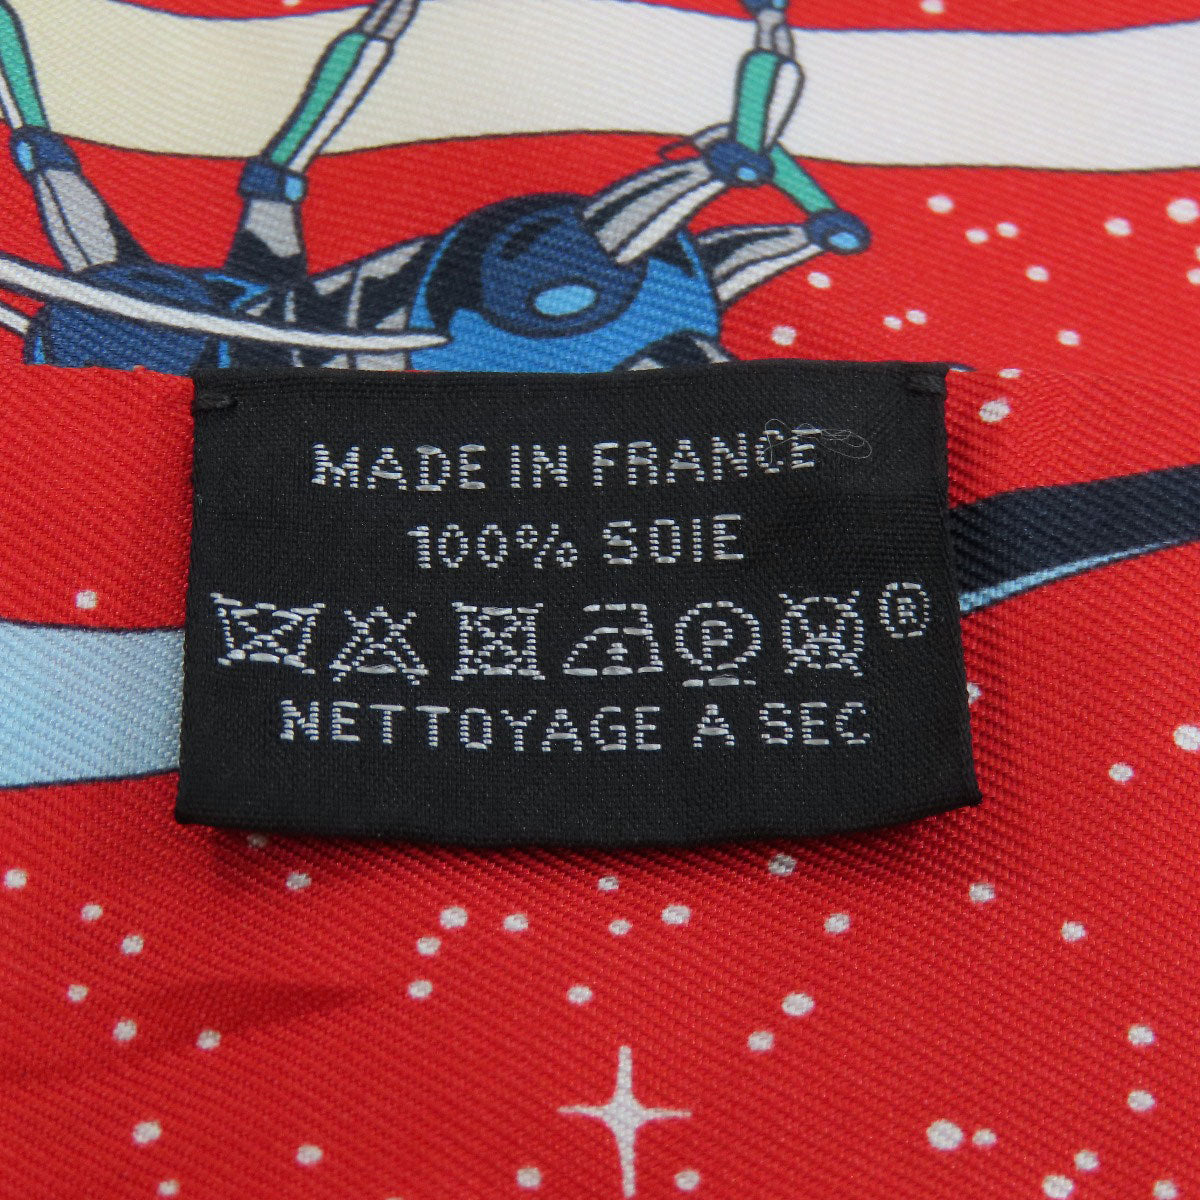 MADE IN FRANCE
100% SOIE
P W ®
NETTOYAGE A SEC